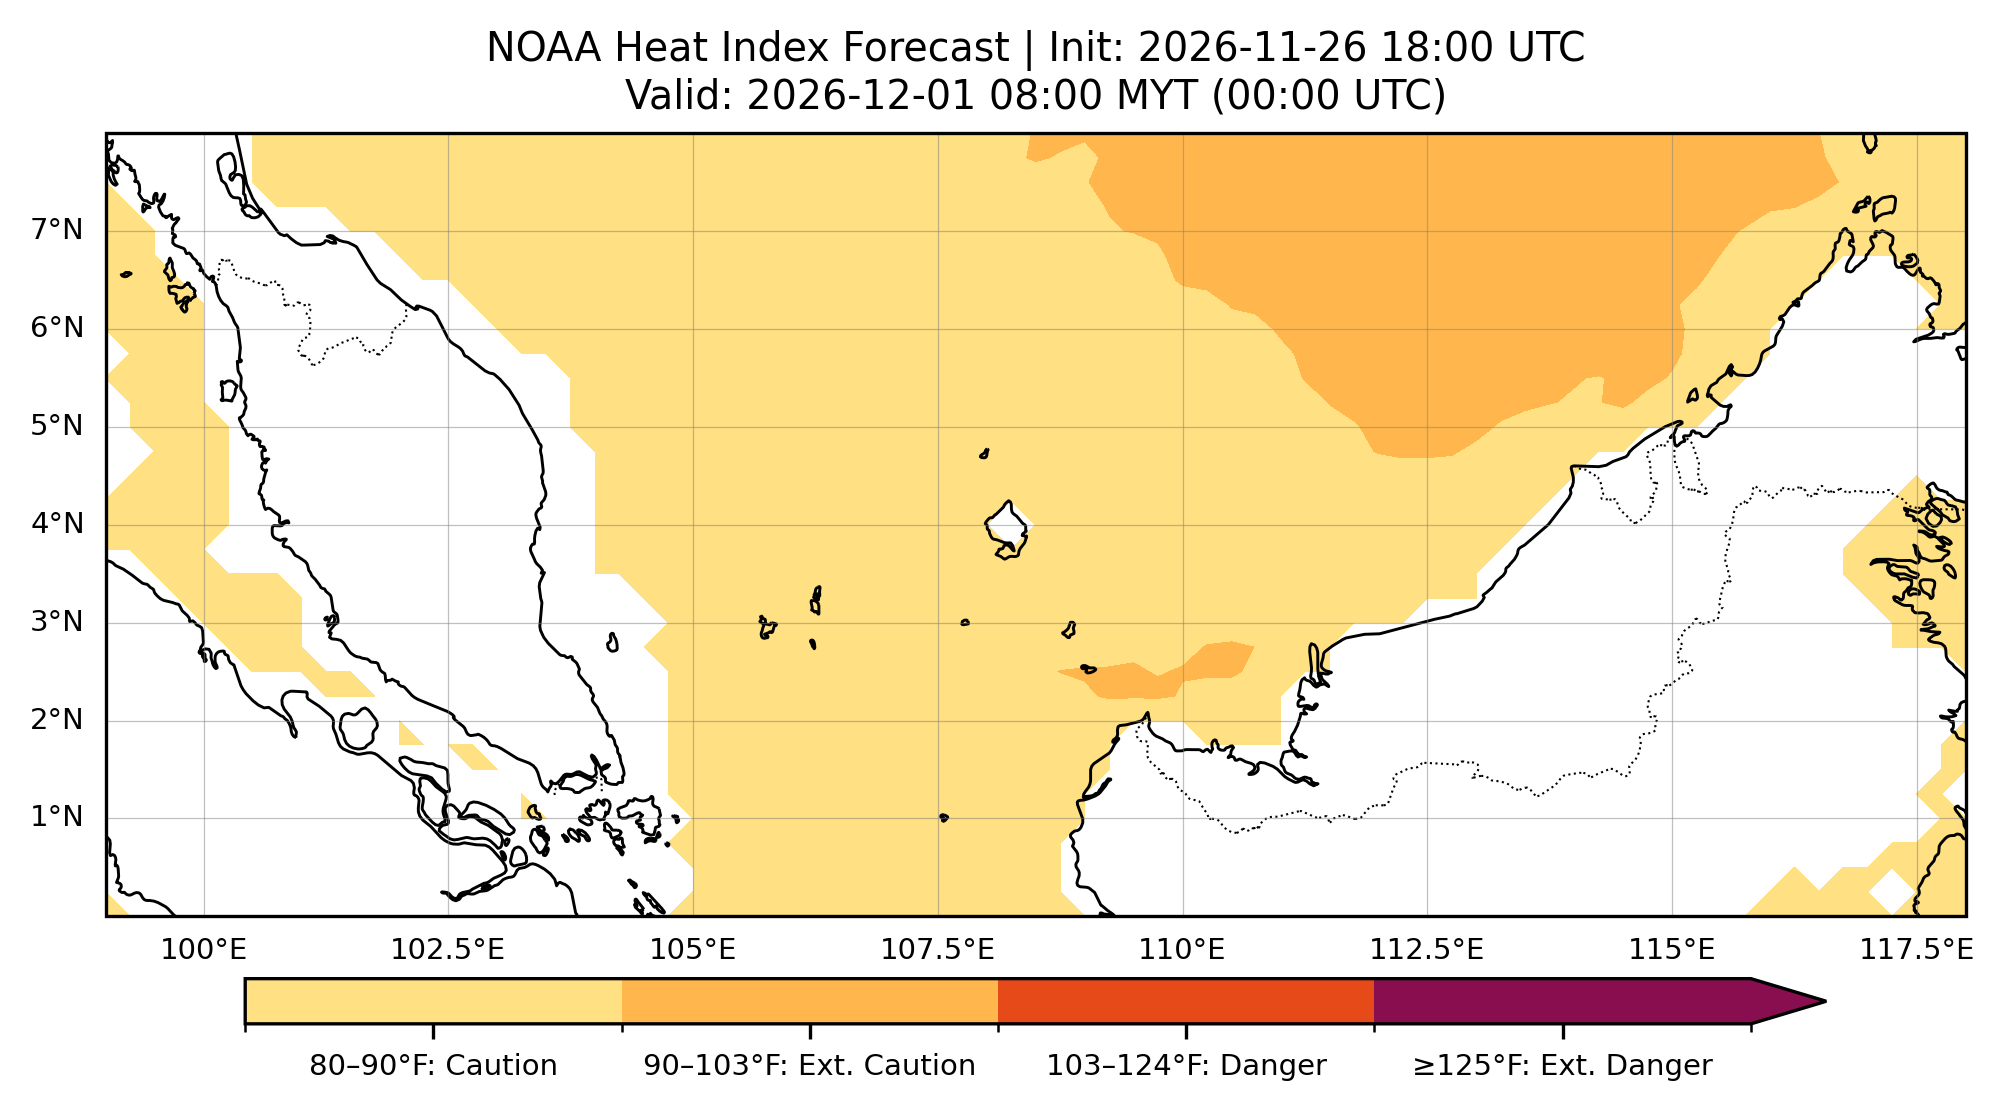 NOAA Heat Index Forecast | Init: 2026-11-26 18:00 UTC
Valid: 2026-12-01 08:00 MYT (00:00 UTC)
7°N
6°N
5°N
4°N
3°N
2°N
1°N
100°E 102.5°E 105°E 107.5°E 110°E 112.5°E 115°E 117.5°E
80–90°F: Caution 90–103°F: Ext. Caution 103–124°F: Danger ≥125°F: Ext. Danger